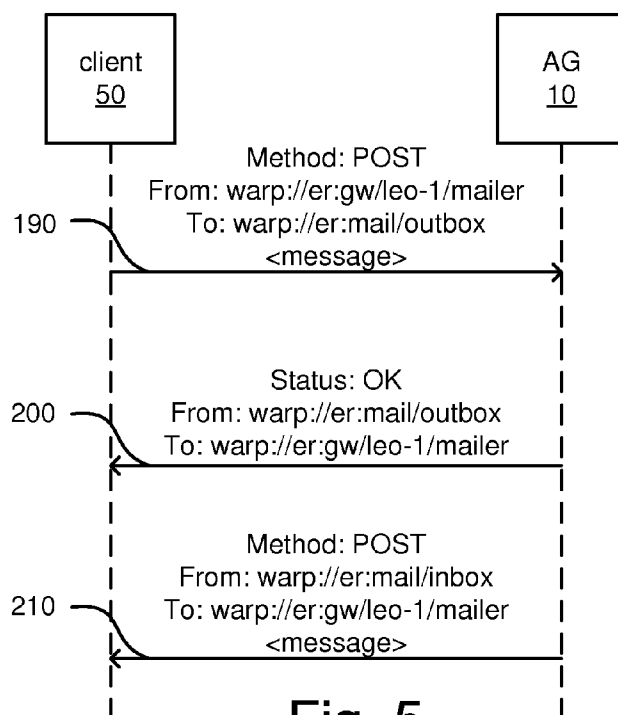 client
50
AG
10
Method: POST
From: warp://er:gw/leo-1/mailer
To: warp://er:mail/outbox
<message>
190
Status: OK
From: warp://er:mail/outbox
To: warp://er:gw/leo-1/mailer
200
Method: POST
From: warp://er:mail/inbox
To: warp://er:gw/leo-1/mailer
<message>
210
Fig. 5